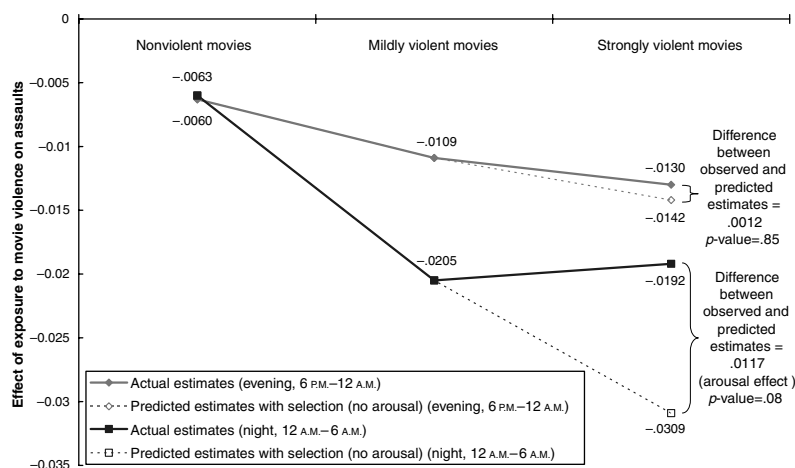 0
−0.005
−0.01
−0.015
−0.02
−0.025
−0.03
−0.035
Effect of exposure to movie violence on assaults
Nonviolent movies
Mildly violent movies
Strongly violent movies
−.0063
−.0060
−.0109
−.0205
−.0130
−.0142
−.0192
−.0309
Difference
between
observed and
predicted
estimates =
.0012
p-value=.85
Difference
between
observed and
predicted
estimates =
.0117
(arousal effect)
p-value=.08
Actual estimates (evening, 6 P.M.–12 A.M.)
Predicted estimates with selection (no arousal) (evening, 6 P.M.–12 A.M.)
Actual estimates (night, 12 A.M.–6 A.M.)
Predicted estimates with selection (no arousal) (night, 12 A.M.–6 A.M.)